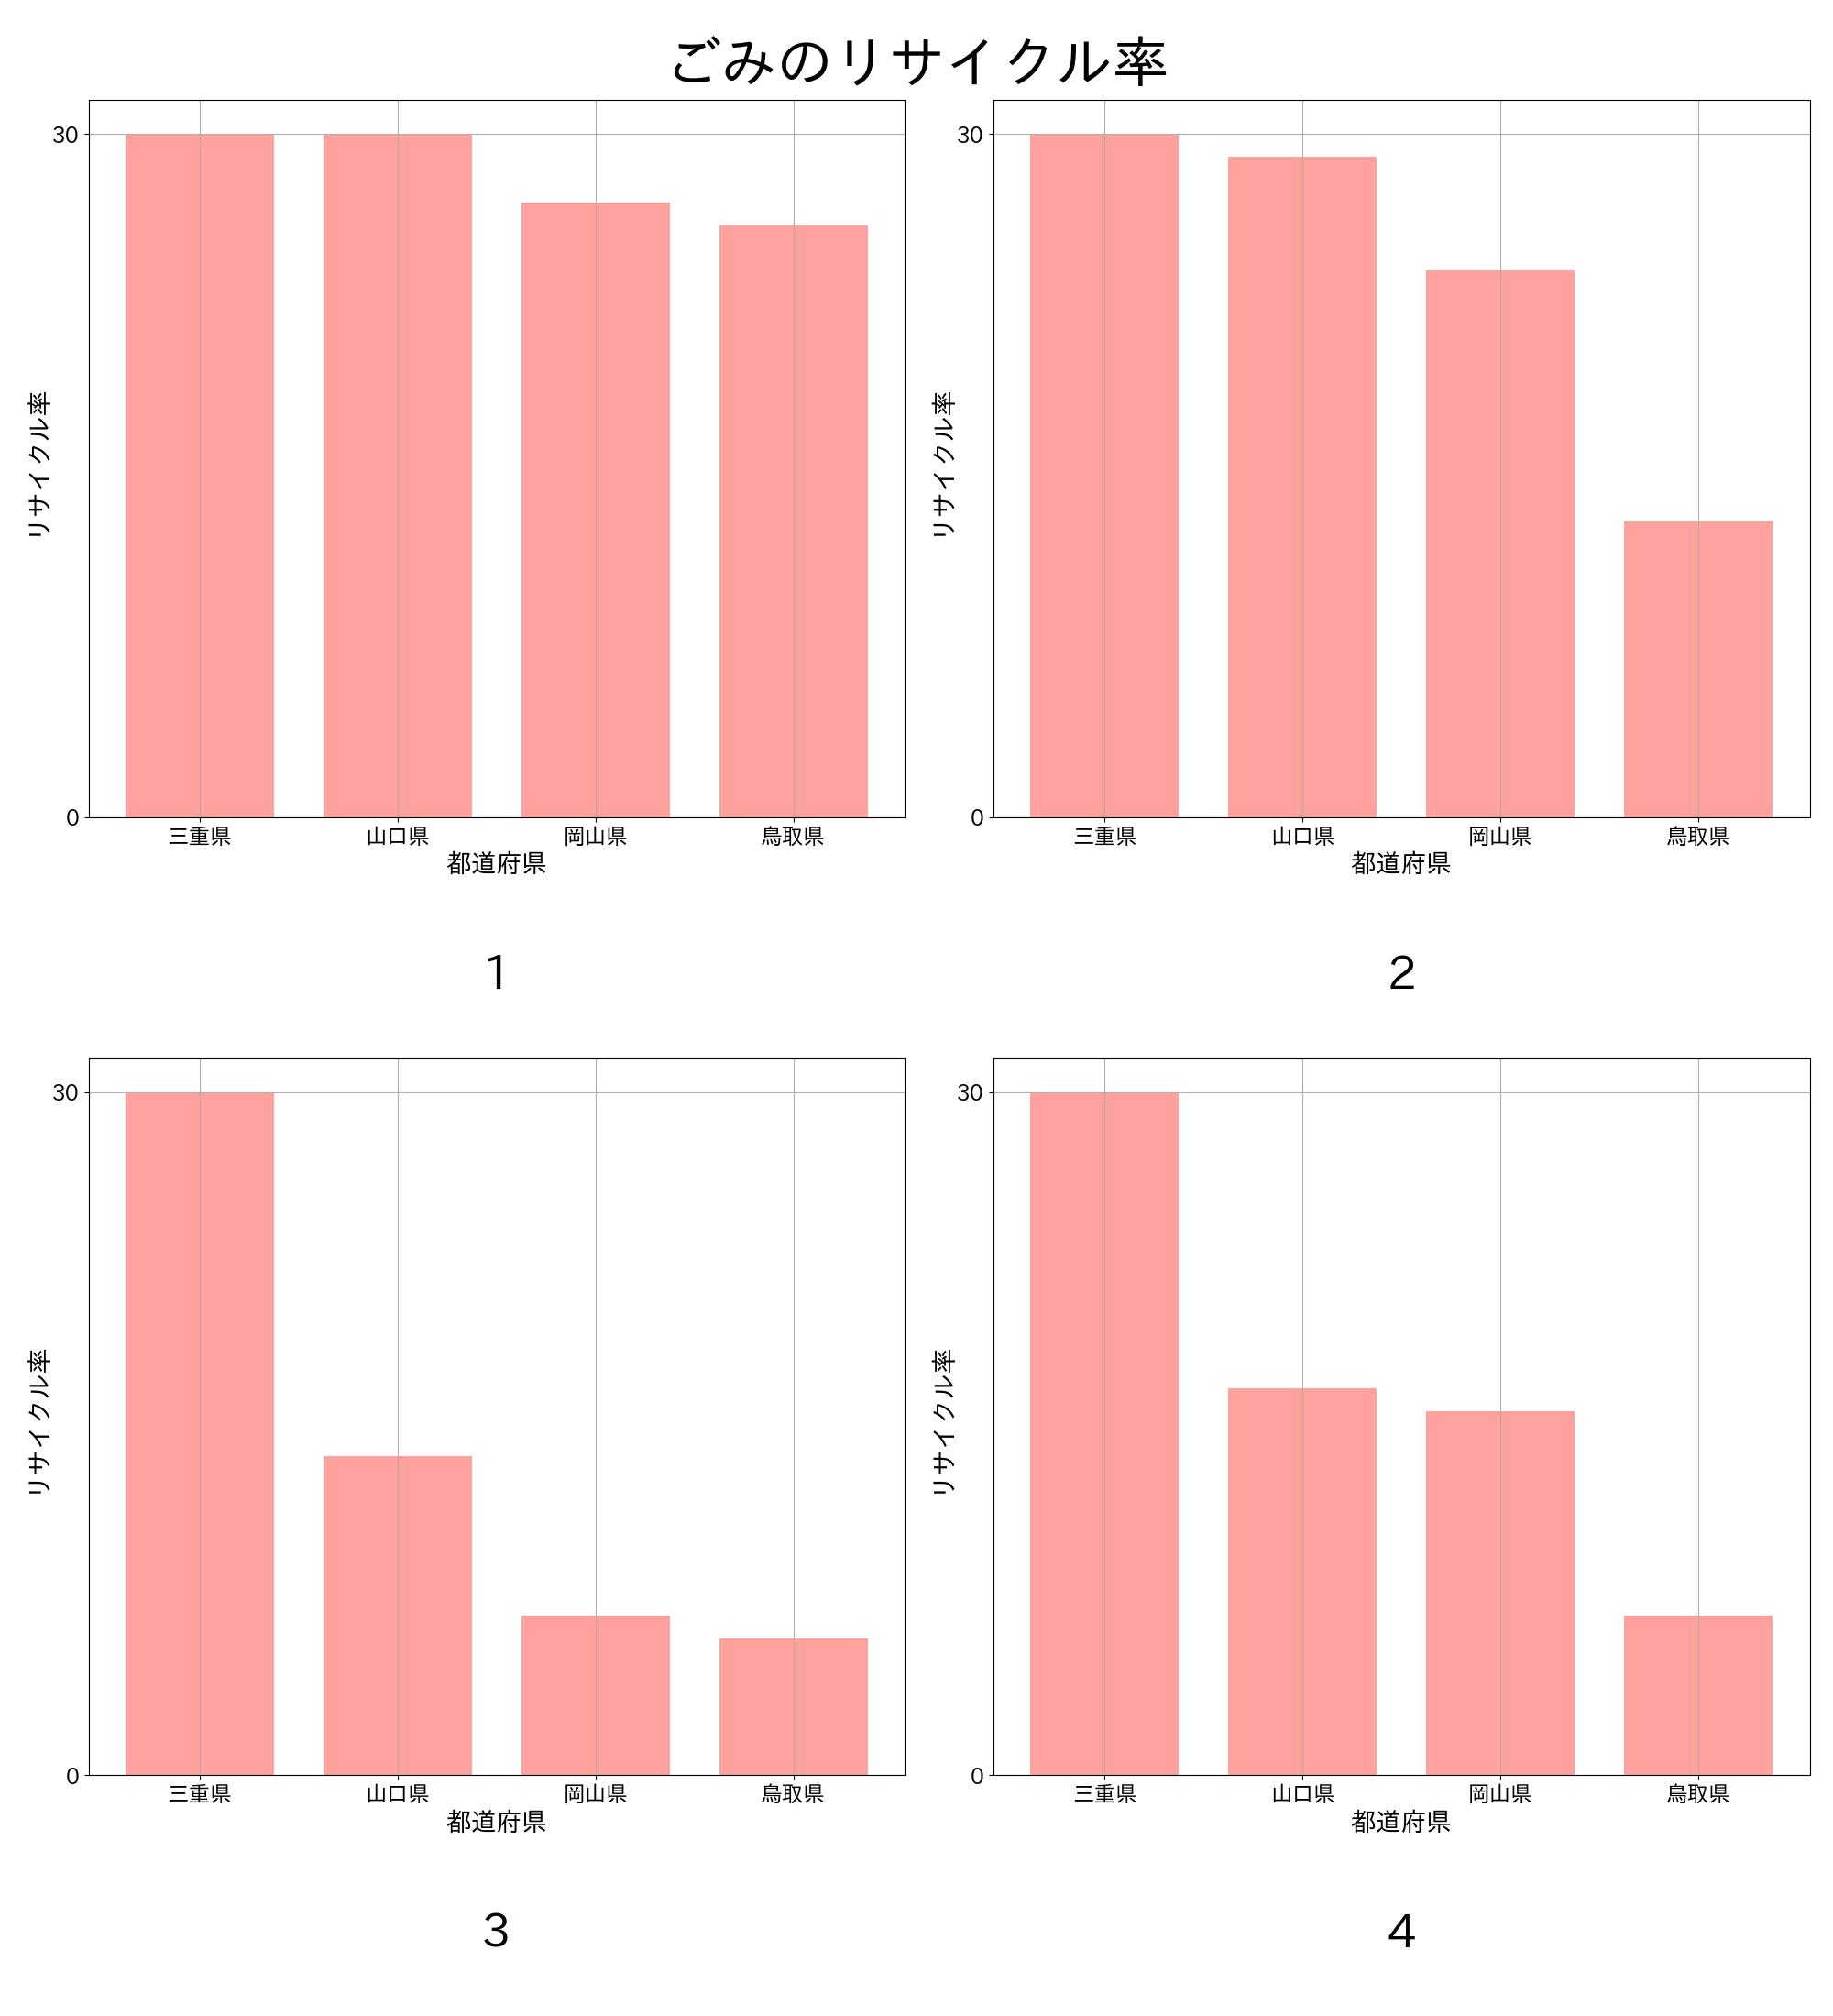 ごみのリサイクル率
30
0
リサイクル率
三重県 山口県 岡山県 鳥取県
都道府県
1
30
0
リサイクル率
三重県 山口県 岡山県 鳥取県
都道府県
2
30
0
リサイクル率
三重県 山口県 岡山県 鳥取県
都道府県
3
30
0
リサイクル率
三重県 山口県 岡山県 鳥取県
都道府県
4